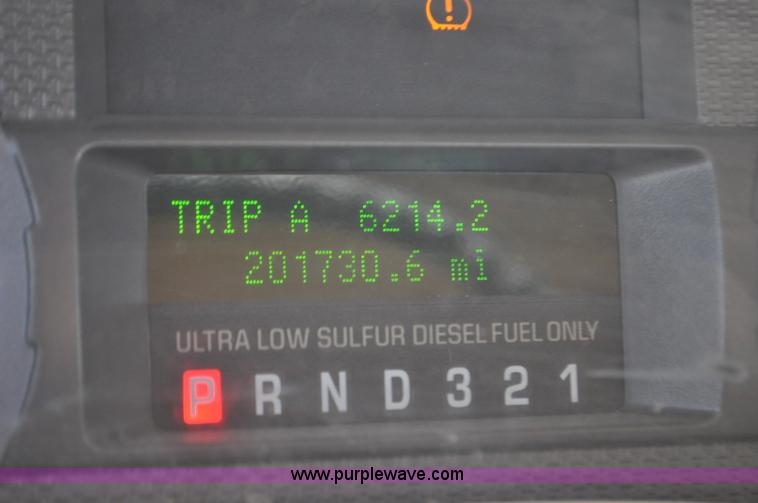 TRIP A 6214.2
201730.6 mi
ULTRA LOW SULFUR DIESEL FUEL ONLY
P R N D 3 2 1
www.purplewave.com